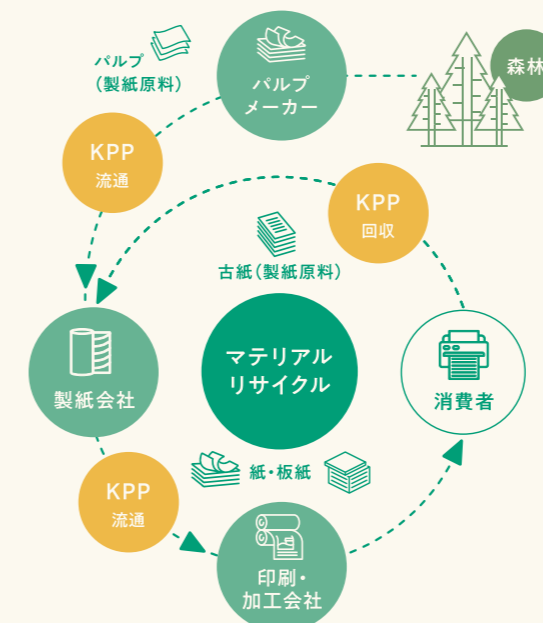 パルプ
（製紙原料）
パルプ
メーカー
森林
KPP
流通
KPP
回収
古紙（製紙原料）
マテリアル
リサイクル
製紙会社
消費者
紙・板紙
KPP
流通
印刷・
加工会社